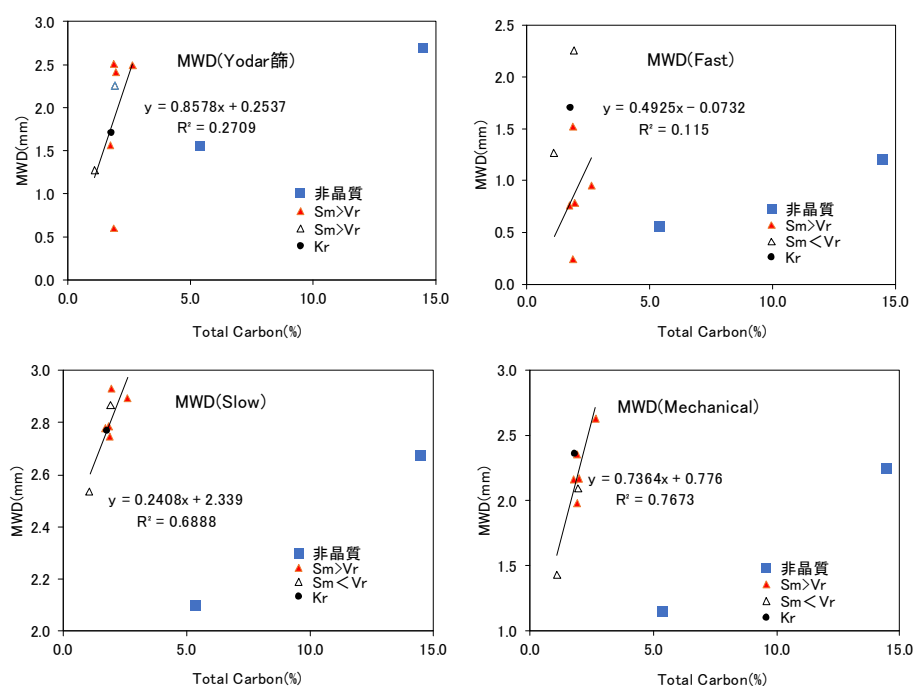 MWD(Yodar篩)
y = 0.8578x + 0.2537
R² = 0.2709
非晶質
Sm>Vr
Sm>Vr
Kr
3.0
2.5
2.0
1.5
1.0
0.5
0.0
MWD(mm)
0.0 5.0 10.0 15.0
Total Carbon(%)
MWD(Fast)
y = 0.4925x − 0.0732
R² = 0.115
非晶質
Sm>Vr
Sm＜Vr
Kr
2.5
2.0
1.5
1.0
0.5
0.0
MWD(mm)
0.0 5.0 10.0 15.0
Total Carbon(%)
MWD(Slow)
y = 0.2408x + 2.339
R² = 0.6888
非晶質
Sm>Vr
Sm＜Vr
Kr
3.0
2.8
2.6
2.4
2.2
2.0
MWD(mm)
0.0 5.0 10.0 15.0
Total Carbon(%)
MWD(Mechanical)
y = 0.7364x + 0.776
R² = 0.7673
非晶質
Sm>Vr
Sm＜Vr
Kr
3.0
2.5
2.0
1.5
1.0
MWD(mm)
0.0 5.0 10.0 15.0
Total Carbon(%)